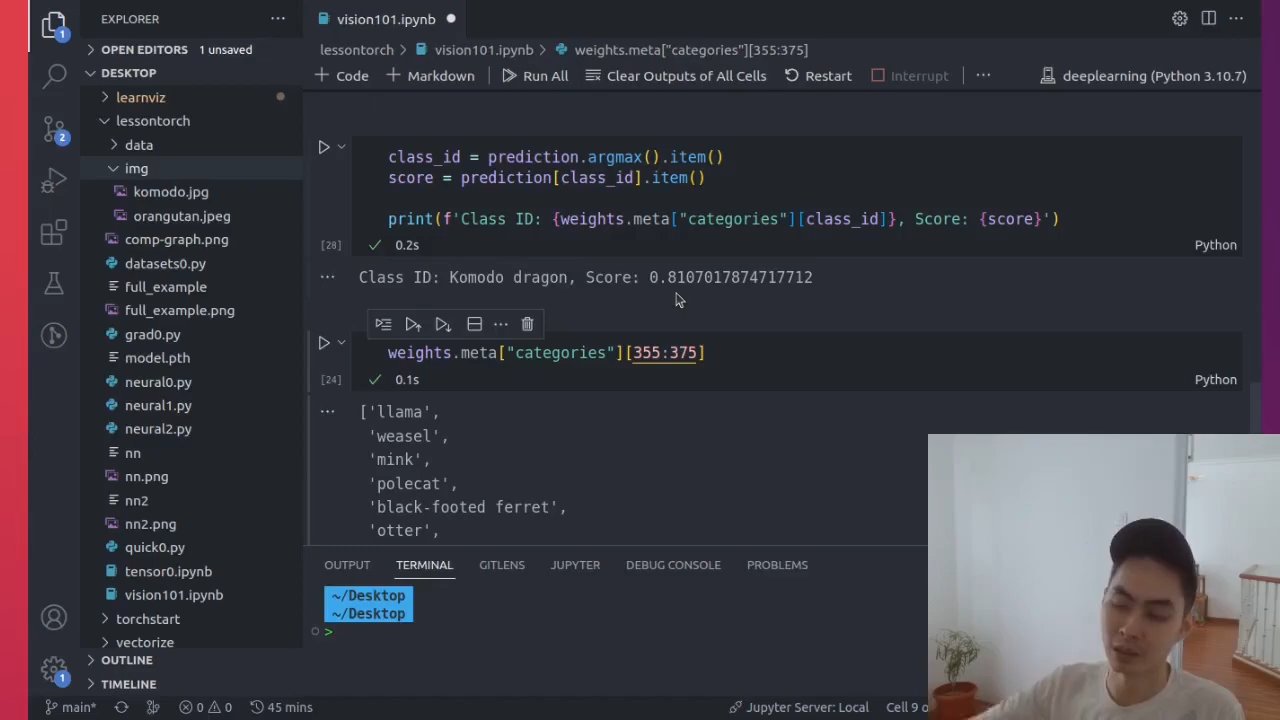 EXPLORER
vision101.ipynb
OPEN EDITORS 1 unsaved
lessontorch > vision101.ipynb > weights.meta["categories"][355:375]
DESKTOP
+ Code + Markdown Run All Clear Outputs of All Cells Restart Interrupt ... deeplearning (Python 3.10.7)
learnviz
lessontorch
data
img
komodo.jpg
orangutan.jpeg
comp-graph.png
datasets0.py
full_example
full_example.png
grad0.py
model.pth
neural0.py
neural1.py
neural2.py
nn
nn.png
nn2
nn2.png
quick0.py
tensor0.ipynb
vision101.ipynb
torchstart
vectorize
OUTLINE
TIMELINE
1
2
1
class_id = prediction.argmax().item()
score = prediction[class_id].item()
print(f'Class ID: {weights.meta["categories"][class_id]}, Score: {score}')
[28] 0.2s Python
Class ID: Komodo dragon, Score: 0.8107017874717712
weights.meta["categories"][355:375]
[24] 0.1s Python
['llama',
'weasel',
'mink',
'polecat',
'black-footed ferret',
'otter',
OUTPUT TERMINAL GITLENS JUPYTER DEBUG CONSOLE PROBLEMS
~/Desktop
~/Desktop
>
main* 0 0 45 mins Jupyter Server: Local Cell 9 o